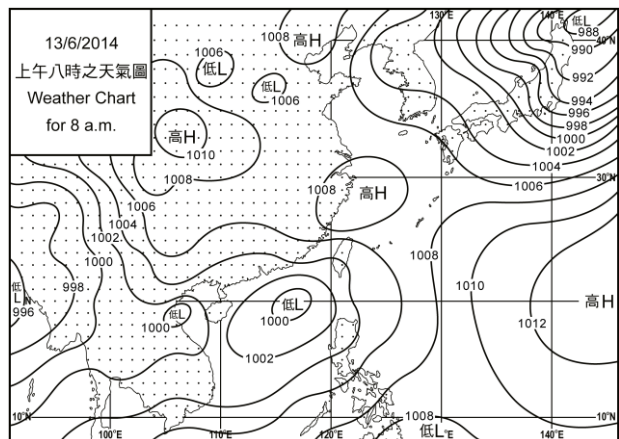 13/6/2014
上午八時之天氣圖
Weather Chart
for 8 a.m.
1008 高H
130°E
140°E
低L
988
40°N
990
1006
低L
低L
1006
992
994
996
998
1000
1002
1004
1006
高H
1010
1008
30°N
1008
高H
1006
1004
1002
1000
998
1008
1010
低
L
N
996
高H
1012
低L
1000
低L
1000
1002
1008
低L
10°N
100°E
110°E
120°E
°E
140°E
10°N